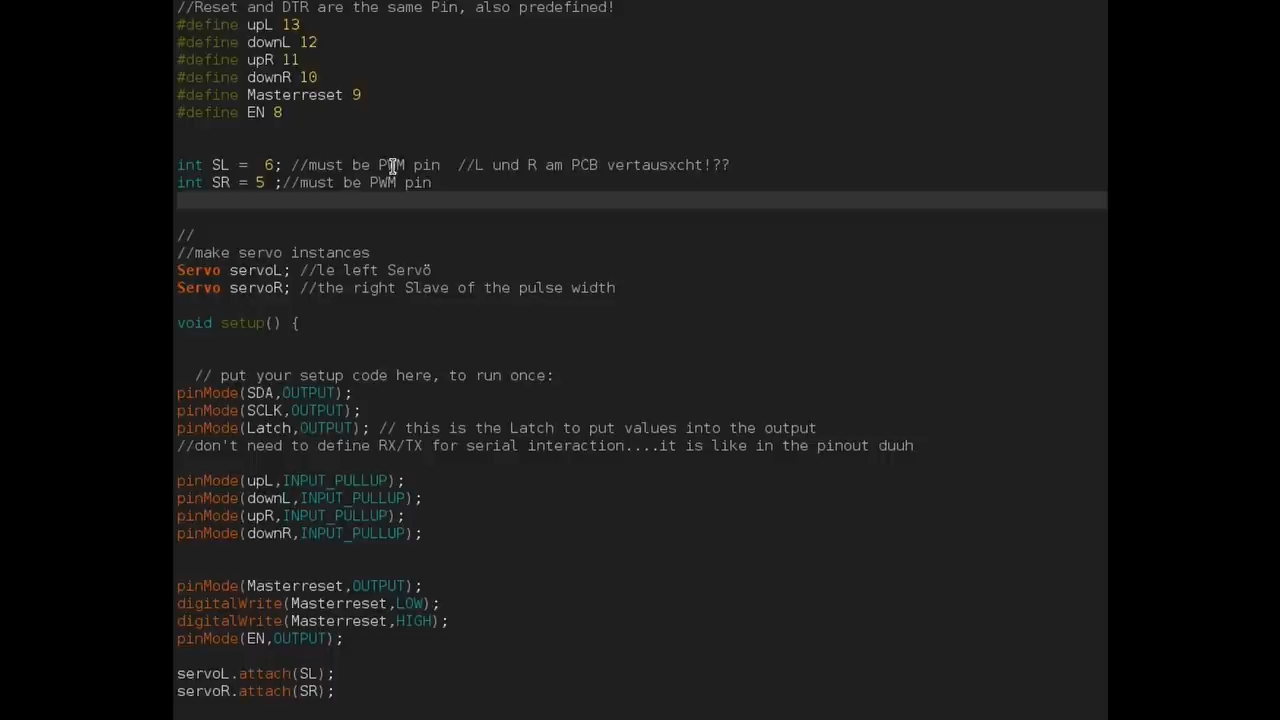 //Reset and DTR are the same Pin, also predefined!
#define upL 13
#define downL 12
#define upR 11
#define downR 10
#define Masterreset 9
#define EN 8
int SL =  6; //must be PWM pin  //L und R am PCB vertausxcht!??
int SR = 5 ;//must be PWM pin
//
//make servo instances
Servo servoL; //le left Servö
Servo servoR; //the right Slave of the pulse width
void setup() {
  // put your setup code here, to run once:
pinMode(SDA,OUTPUT);
pinMode(SCLK,OUTPUT);
pinMode(Latch,OUTPUT); // this is the Latch to put values into the output
//don't need to define RX/TX for serial interaction....it is like in the pinout duuh
pinMode(upL,INPUT_PULLUP);
pinMode(downL,INPUT_PULLUP);
pinMode(upR,INPUT_PULLUP);
pinMode(downR,INPUT_PULLUP);
pinMode(Masterreset,OUTPUT);
digitalWrite(Masterreset,LOW);
digitalWrite(Masterreset,HIGH);
pinMode(EN,OUTPUT);
servoL.attach(SL);
servoR.attach(SR);